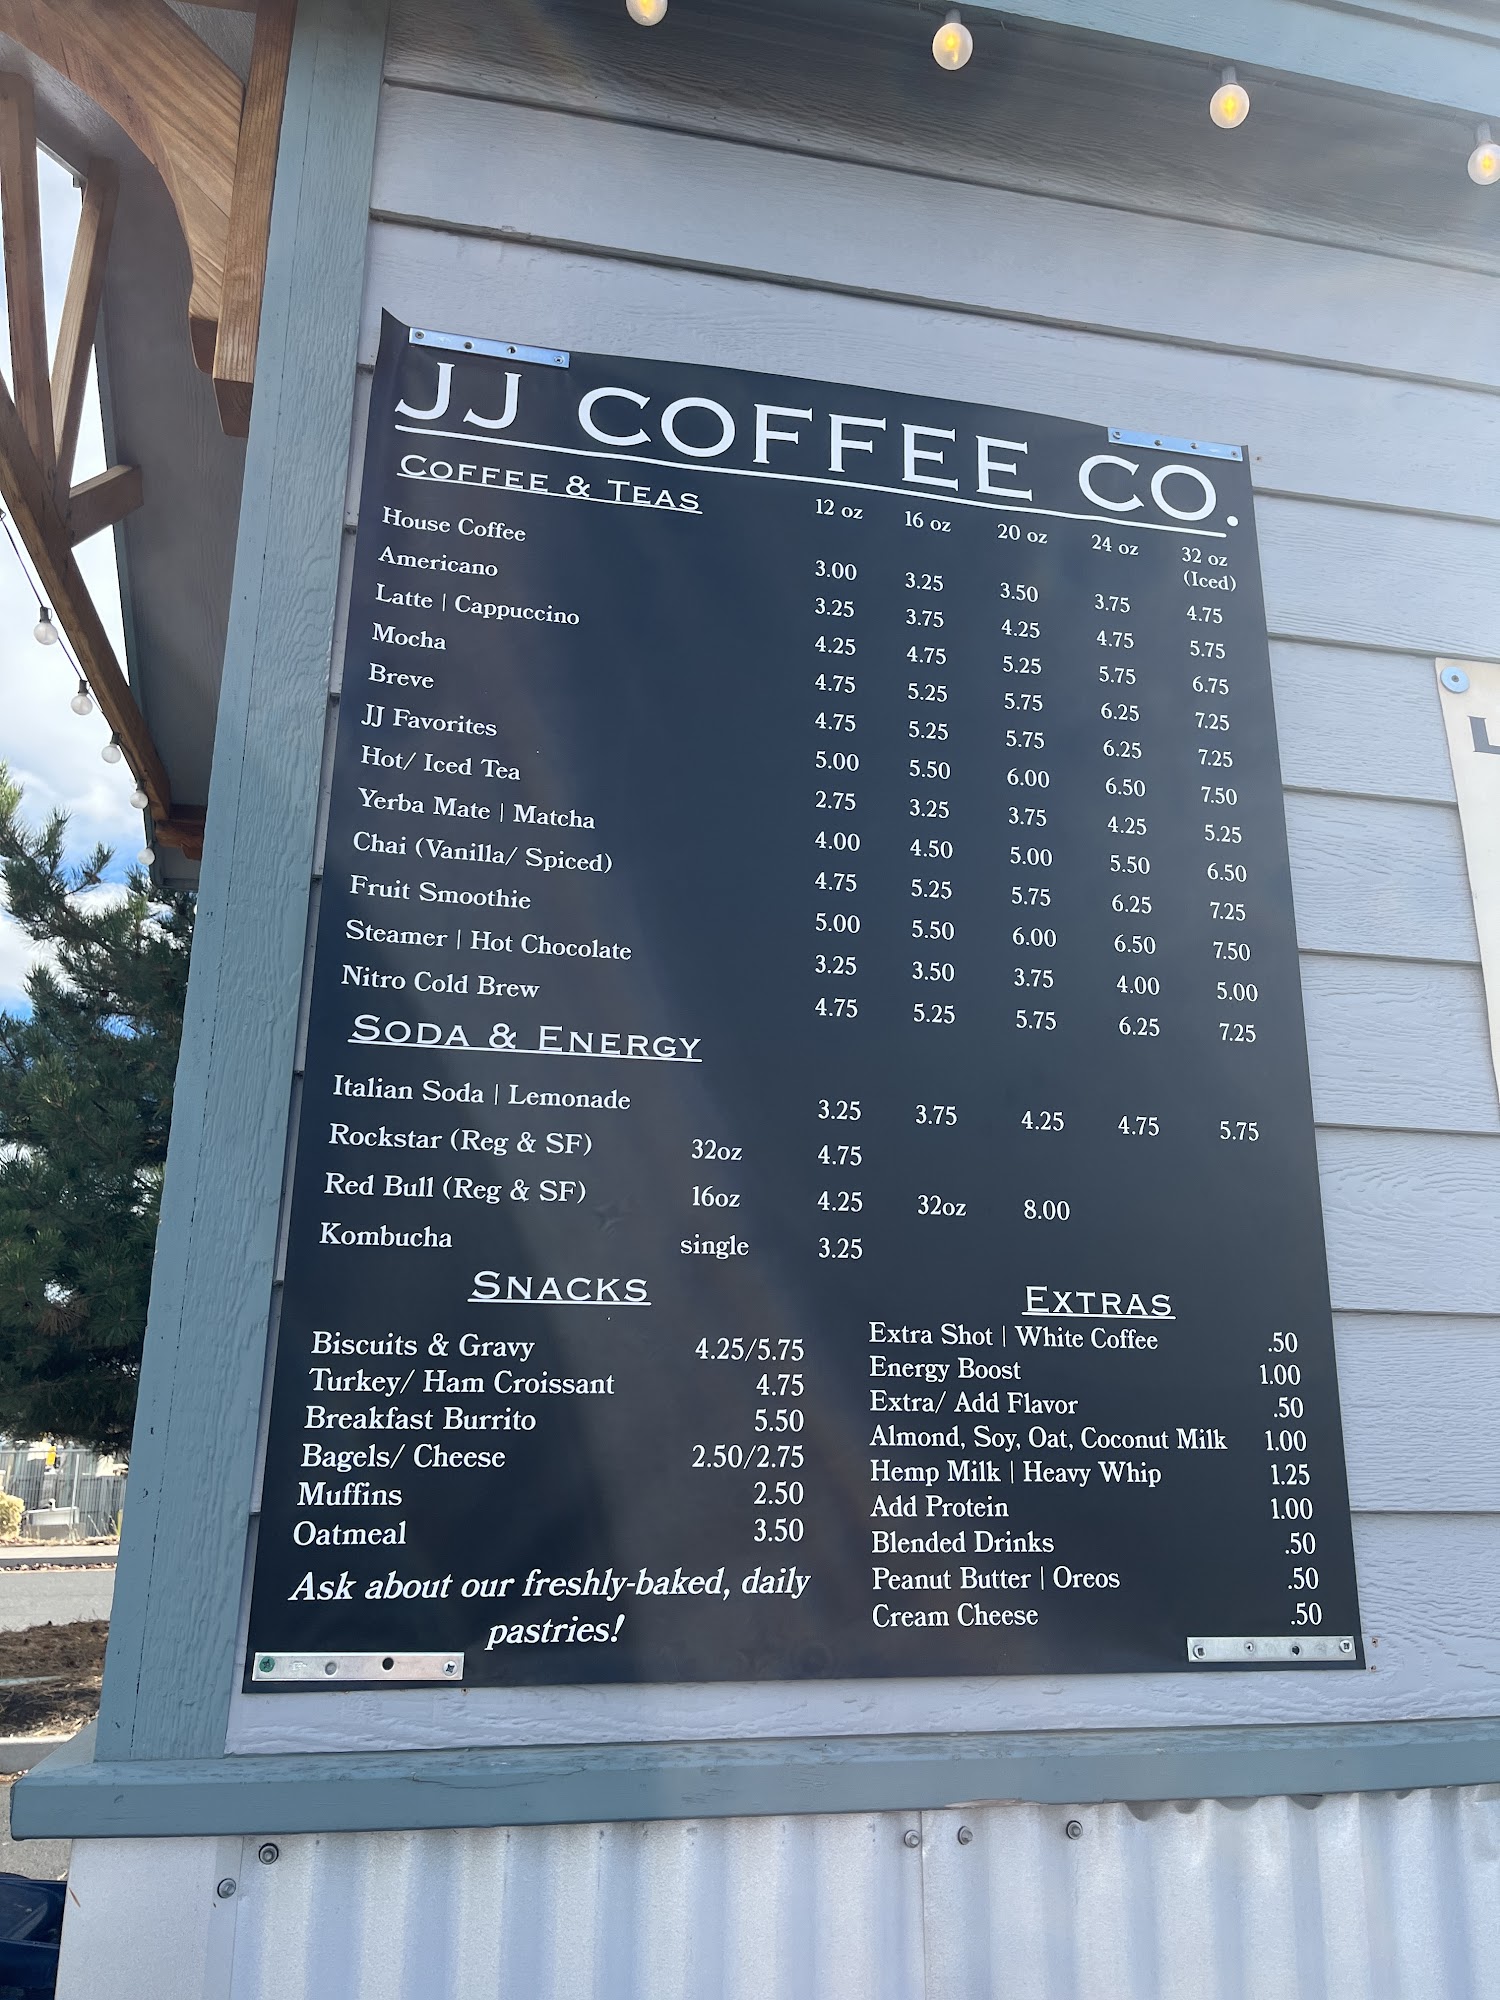 JJ COFFEE CO.
COFFEE & TEAS 12 oz 16 oz 20 oz 24 oz 32 oz (Iced)
House Coffee 3.00 3.25 3.50 3.75 4.75
Americano 3.25 3.75 4.25 4.75 5.75
Latte | Cappuccino 4.25 4.75 5.25 5.75 6.75
Mocha 4.75 5.25 5.75 6.25 7.25
Breve 4.75 5.25 5.75 6.25 7.25
JJ Favorites 5.00 5.50 6.00 6.50 7.50
Hot/ Iced Tea 2.75 3.25 3.75 4.25 5.25
Yerba Mate | Matcha 4.00 4.50 5.00 5.50 6.50
Chai (Vanilla/ Spiced) 4.75 5.25 5.75 6.25 7.25
Fruit Smoothie 5.00 5.50 6.00 6.50 7.50
Steamer | Hot Chocolate 3.25 3.50 3.75 4.00 5.00
Nitro Cold Brew 4.75 5.25 5.75 6.25 7.25
SODA & ENERGY
Italian Soda | Lemonade 3.25 3.75 4.25 4.75 5.75
Rockstar (Reg & SF) 32oz 4.75
Red Bull (Reg & SF) 16oz 4.25 32oz 8.00
Kombucha single 3.25
SNACKS
Biscuits & Gravy 4.25/5.75
Turkey/ Ham Croissant 4.75
Breakfast Burrito 5.50
Bagels/ Cheese 2.50/2.75
Muffins 2.50
Oatmeal 3.50
Ask about our freshly-baked, daily
pastries!
EXTRAS
Extra Shot | White Coffee .50
Energy Boost 1.00
Extra/ Add Flavor .50
Almond, Soy, Oat, Coconut Milk 1.00
Hemp Milk | Heavy Whip 1.25
Add Protein 1.00
Blended Drinks .50
Peanut Butter | Oreos .50
Cream Cheese .50